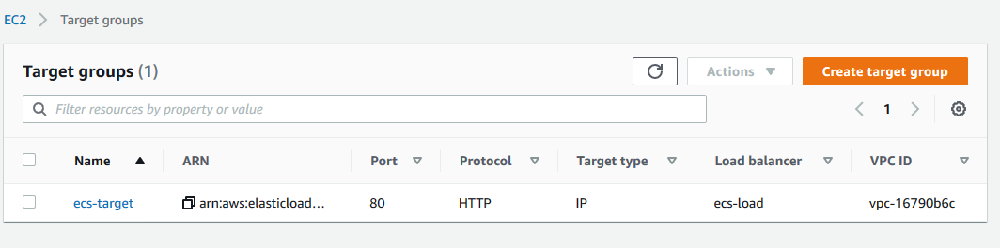 EC2 > Target groups
Target groups (1)
Actions
Create target group
Filter resources by property or value
1
Name ARN Port Protocol Target type Load balancer VPC ID
ecs-target arn:aws:elasticload… 80 HTTP IP ecs-load vpc-16790b6c